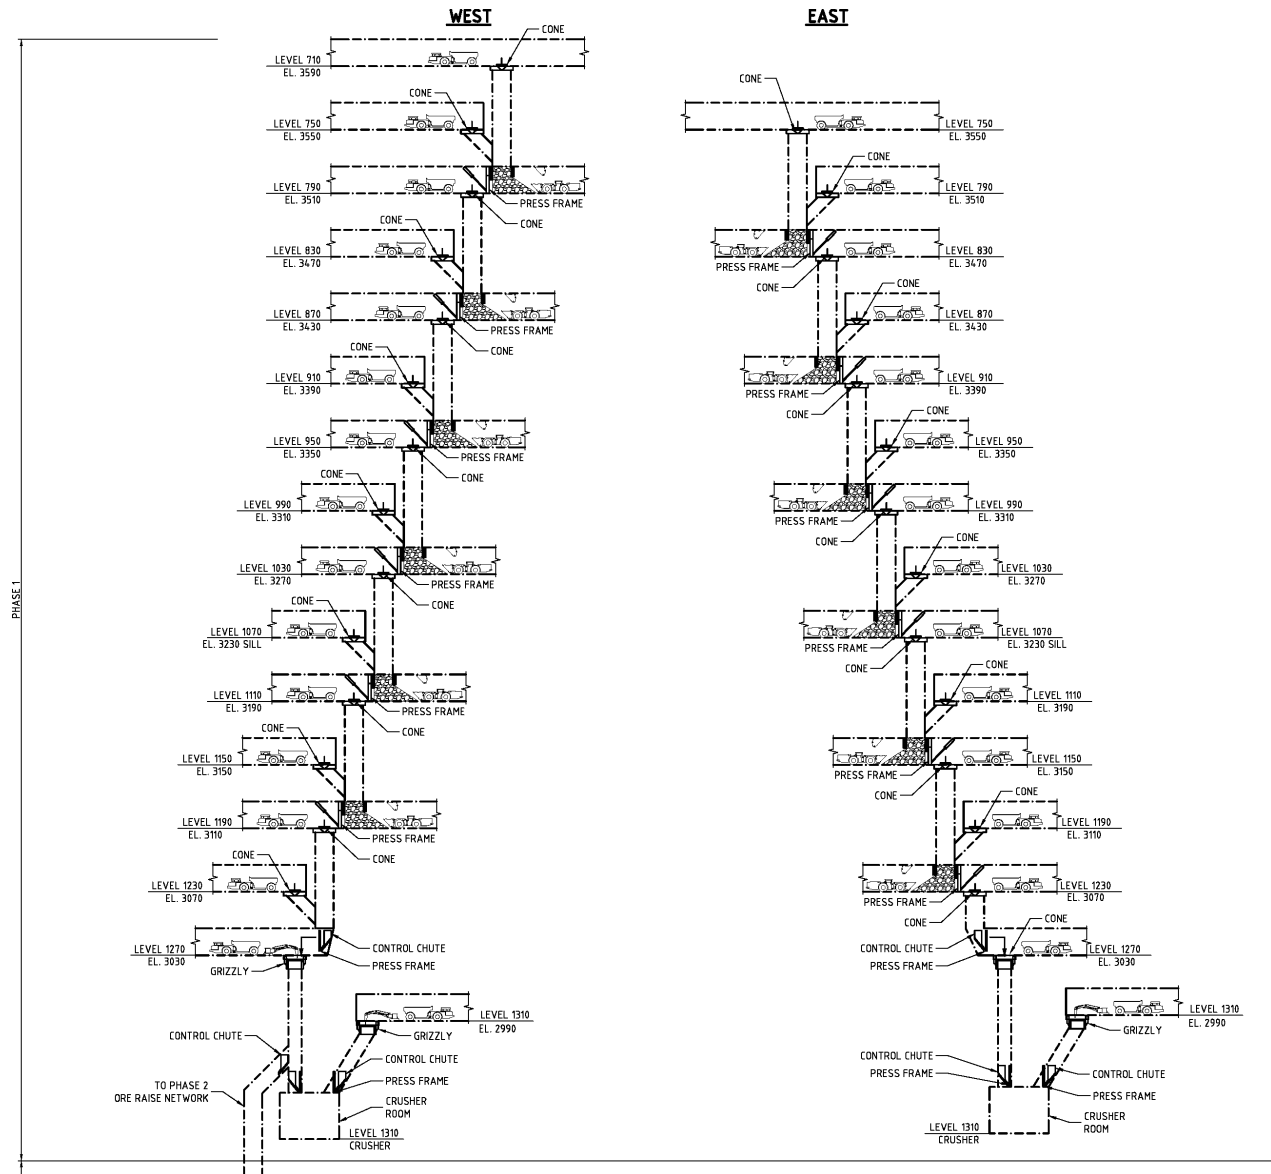 WEST
EAST
CONE
LEVEL 710
EL. 3590
CONE
CONE
LEVEL 750
EL. 3550
LEVEL 750
EL. 3550
CONE
LEVEL 790
EL. 3510
PRESS FRAME
LEVEL 790
EL. 3510
CONE
CONE
LEVEL 830
EL. 3470
PRESS FRAME
LEVEL 830
EL. 3470
CONE
CONE
LEVEL 870
EL. 3430
PRESS FRAME
LEVEL 870
EL. 3430
CONE
CONE
LEVEL 910
EL. 3390
PRESS FRAME
LEVEL 910
EL. 3390
CONE
CONE
LEVEL 950
EL. 3350
PRESS FRAME
LEVEL 950
EL. 3350
CONE
CONE
LEVEL 990
EL. 3310
PRESS FRAME
LEVEL 990
EL. 3310
CONE
CONE
LEVEL 1030
EL. 3270
PRESS FRAME
LEVEL 1030
EL. 3270
PHASE 1
CONE
CONE
LEVEL 1070
EL. 3230 SILL
PRESS FRAME
LEVEL 1070
EL. 3230 SILL
CONE
CONE
LEVEL 1110
EL. 3190
PRESS FRAME
LEVEL 1110
EL. 3190
CONE
CONE
LEVEL 1150
EL. 3150
PRESS FRAME
LEVEL 1150
EL. 3150
CONE
CONE
LEVEL 1190
EL. 3110
PRESS FRAME
LEVEL 1190
EL. 3110
CONE
CONE
LEVEL 1230
EL. 3070
PRESS FRAME
LEVEL 1230
EL. 3070
CONE
CONE
LEVEL 1270
EL. 3030
CONTROL CHUTE
PRESS FRAME
GRIZZLY
CONTROL CHUTE
PRESS FRAME
LEVEL 1270
EL. 3030
LEVEL 1310
EL. 2990
GRIZZLY
LEVEL 1310
EL. 2990
GRIZZLY
CONTROL CHUTE
CONTROL CHUTE
PRESS FRAME
CONTROL CHUTE
PRESS FRAME
CONTROL CHUTE
PRESS FRAME
TO PHASE 2
ORE RAISE NETWORK
CRUSHER
ROOM
LEVEL 1310
CRUSHER
CRUSHER
ROOM
LEVEL 1310
CRUSHER